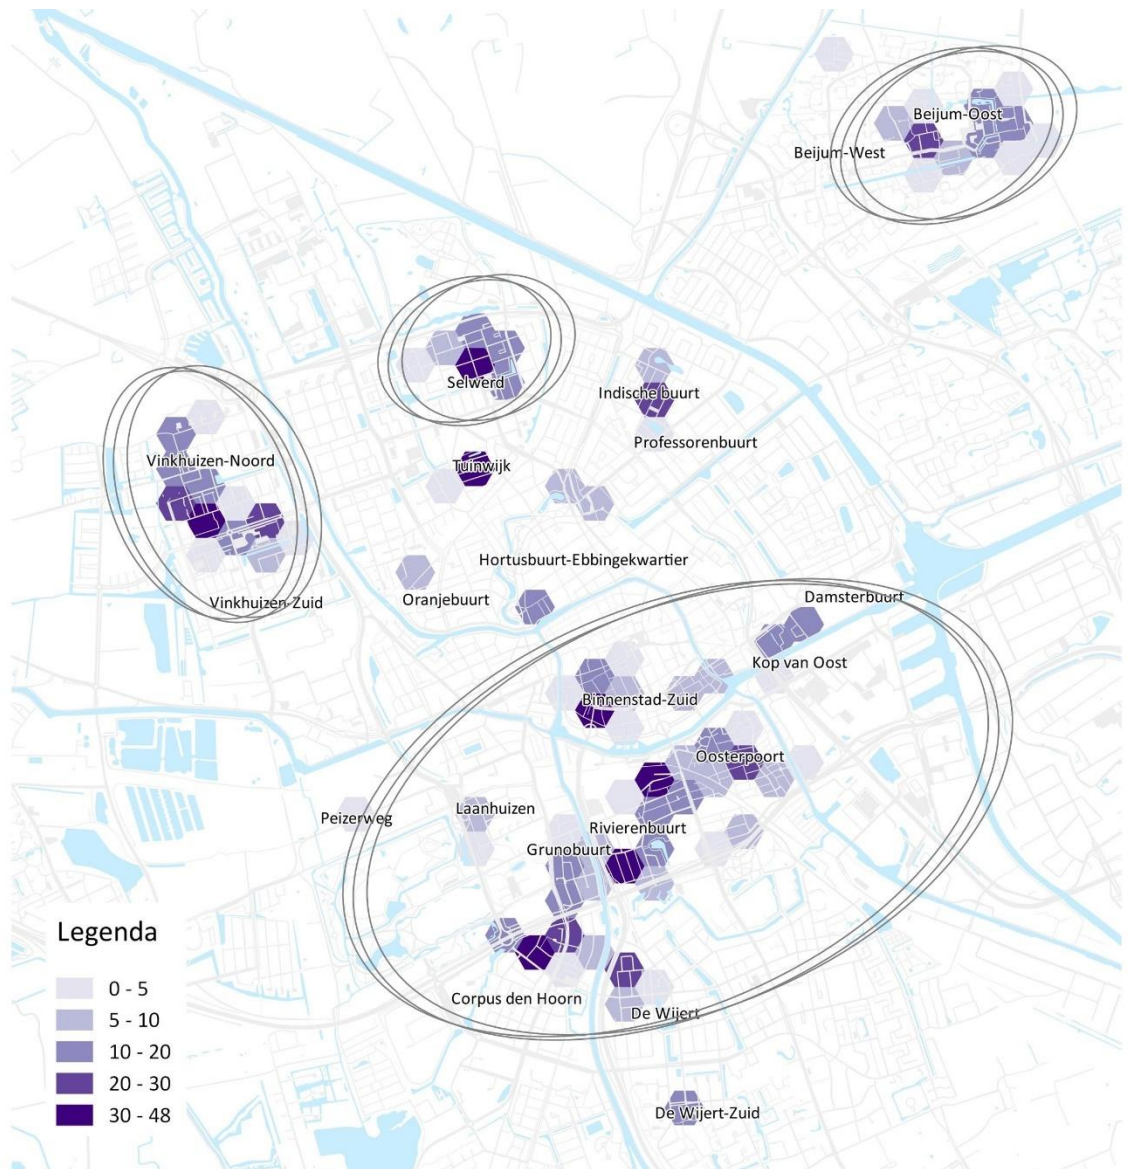 Beijum-Oost
Beijum-West
Selwerd
Indische buurt
Professorenbuurt
Vinkhuizen-Noord
Tuinwijk
Hortusbuurt-Ebbingekwartier
Oranjebuurt
Vinkhuizen-Zuid
Damsterbuurt
Kop van Oost
Binnenstad-Zuid
Oosterpoort
Laanhuizen
Peizerweg
Rivierenbuurt
Grunobuurt
Corpus den Hoorn
De Wijert
De Wijert-Zuid
Legenda
0 - 5
5 - 10
10 - 20
20 - 30
30 - 48